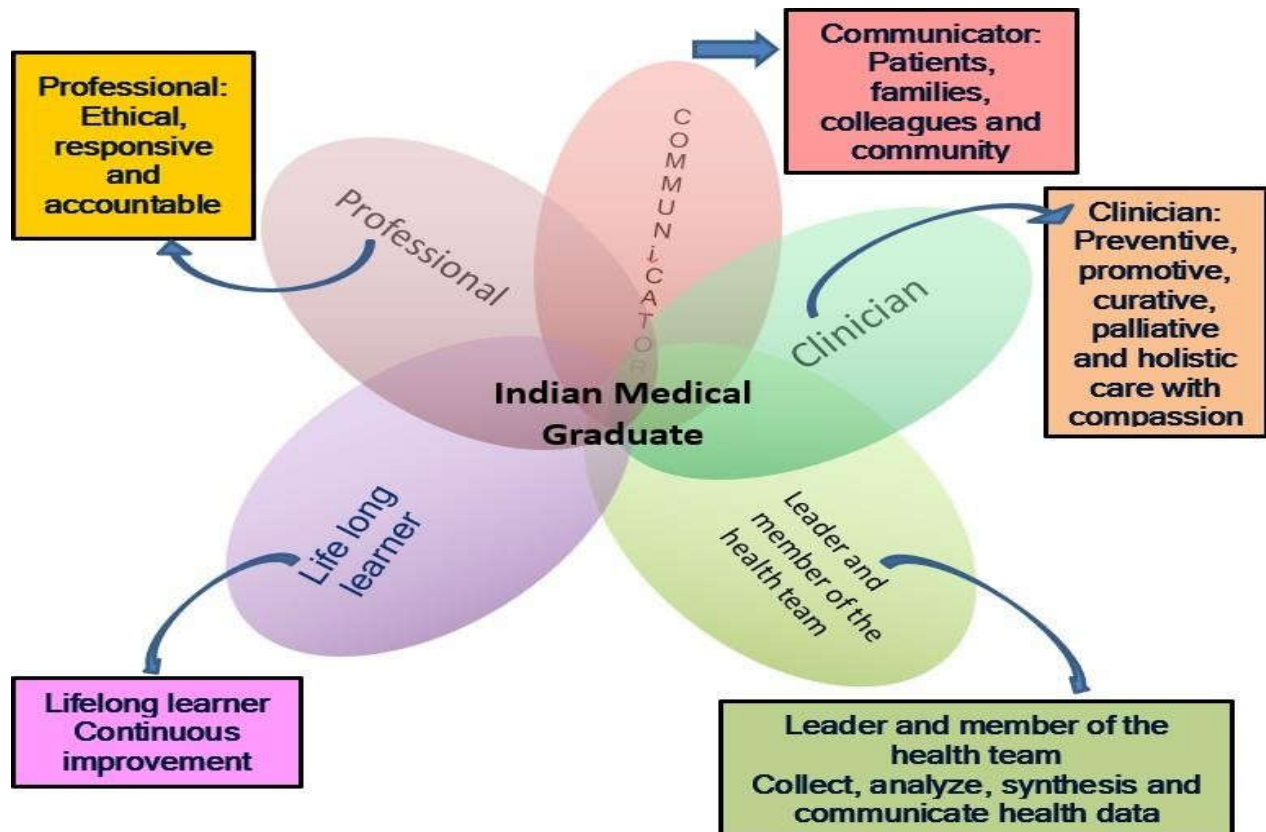 Professional:
Ethical,
responsive
and
accountable
Communicator:
Patients,
families,
colleagues and
community
COMMUNiCATOR
Professional
Clinician
Clinician:
Preventive,
promotive,
curative,
palliative
and holistic
care with
compassion
Indian Medical
Graduate
Life long
learner
Leader and
member of the
health team
Lifelong learner
Continuous
improvement
Leader and member of the
health team
Collect, analyze, synthesis and
communicate health data